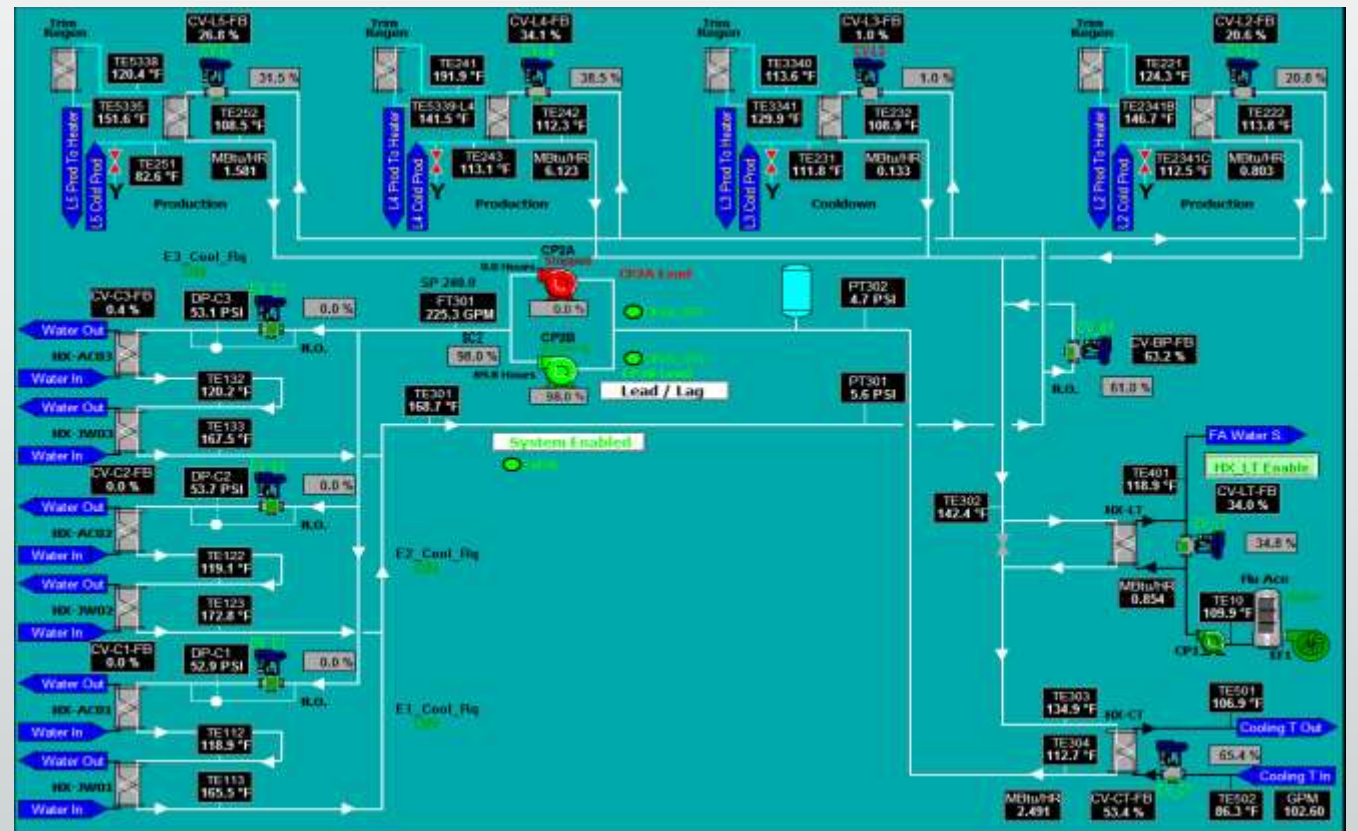 Trim
Regen
CV-L5-FB
26.8 %
TE5338
120.4 °F
31.5 %
TE5335
151.6 °F
TE252
108.5 °F
TE251
82.6 °F
MBtu/HR
1.581
L5 Prod To Heater
L5 Cold Prod
Y
Production
Trim
Regen
CV-L4-FB
34.1 %
TE241
191.9 °F
38.5 %
TE5339-L4
141.5 °F
TE242
112.3 °F
TE243
113.1 °F
MBtu/HR
6.123
L4 Prod To Heater
L4 Cold Prod
Y
Production
Trim
Regen
CV-L3-FB
1.0 %
TE3340
113.6 °F
1.0 %
TE3341
129.9 °F
TE232
108.9 °F
TE231
111.8 °F
MBtu/HR
0.133
L3 Prod To Heater
L3 Cold Prod
Y
Cooldown
Trim
Regen
CV-L2-FB
20.6 %
TE221
124.3 °F
20.8 %
TE2341B
146.7 °F
TE222
113.8 °F
TE2341C
112.5 °F
MBtu/HR
0.803
L2 Prod To Heater
L2 Cold Prod
Y
Production
E3_Cool_Rq
CV-C3-FB
0.4 %
DP-C3
53.1 PSI
0.0 %
Water Out
N.O.
HX-AC03
Water In
TE132
120.2 °F
Water Out
HX-JW03
TE133
167.5 °F
Water In
CV-C2-FB
0.0 %
DP-C2
53.7 PSI
0.0 %
Water Out
N.O.
HX-AC02
Water In
TE122
119.1 °F
E2_Cool_Rq
Water Out
HX-JW02
TE123
172.8 °F
Water In
CV-C1-FB
0.0 %
DP-C1
52.9 PSI
0.0 %
Water Out
N.O.
HX-AC01
E1_Cool_Rq
Water In
TE112
118.9 °F
Water Out
HX-JW01
TE113
165.5 °F
Water In
CP2A
Stopped
0.0 Hours
CP2A Lead
SP 240.0
FT301
225.3 GPM
0.0 %
98.0 %
CP2B
98.0 %
Lead / Lag
TE301
168.7 °F
System Enabled
PT302
4.7 PSI
PT301
5.6 PSI
CV-BP-FB
63.2 %
N.O.
61.0 %
FA Water S.
HX_LT Enable
TE401
118.9 °F
CV-LT-FB
34.0 %
TE302
142.4 °F
HX-LT
34.8 %
MBtu/HR
0.854
Flu Ace
TE10
109.9 °F
EF1
TE303
134.9 °F
HX-CT
TE501
106.9 °F
Cooling T Out
TE304
112.7 °F
65.4 %
Cooling T In
MBtu/HR
2.491
CV-CT-FB
53.4 %
TE502
86.3 °F
GPM
102.60